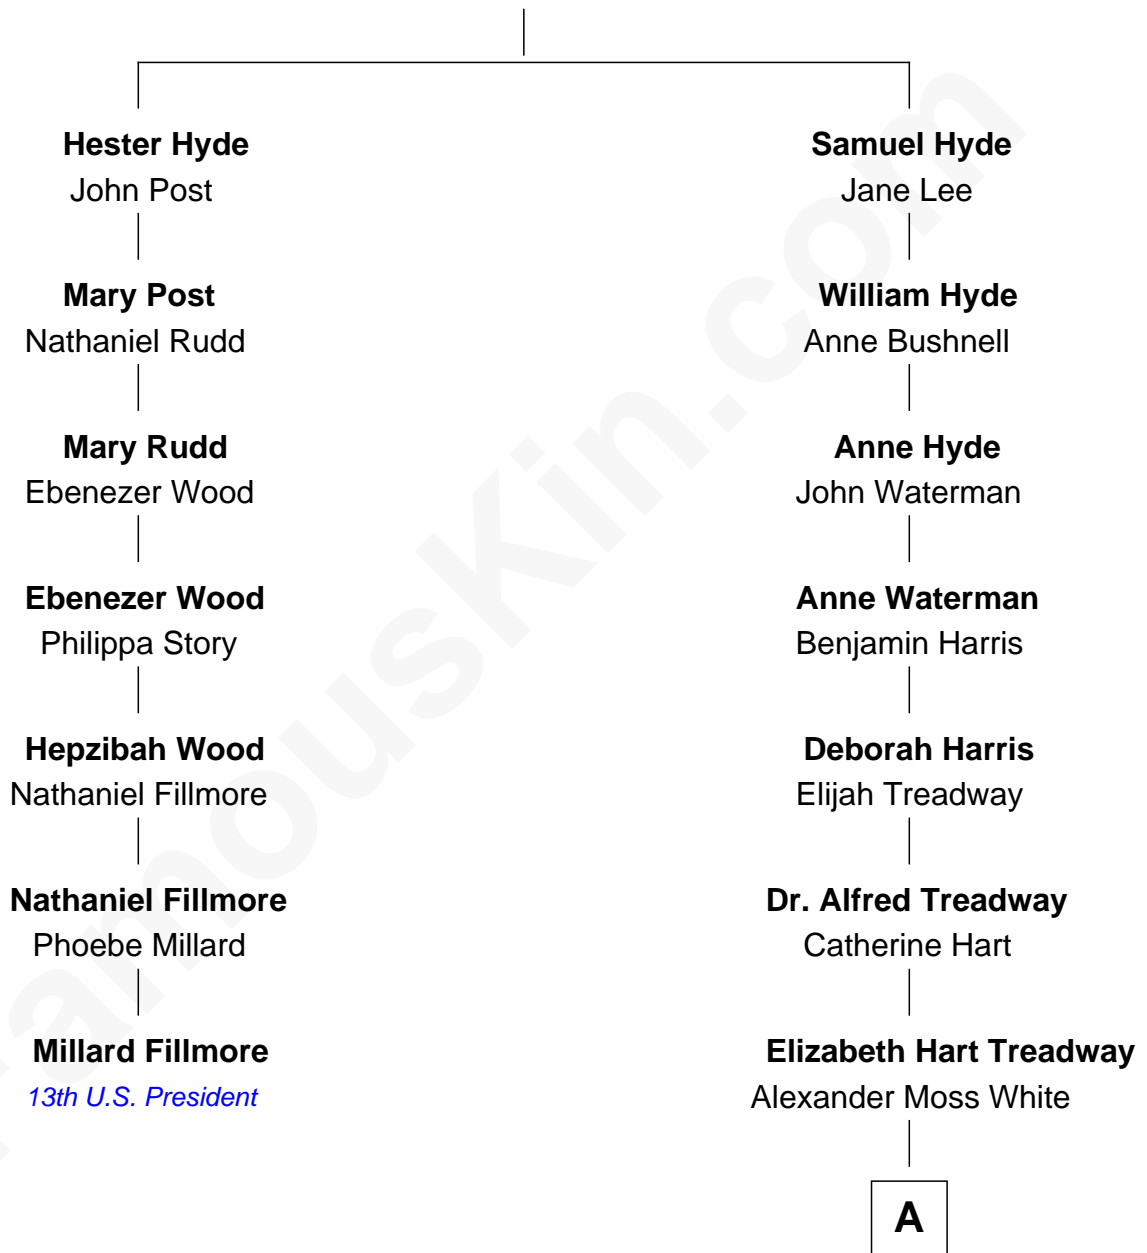 Hester Hyde
John Post
Samuel Hyde
Jane Lee
Mary Post
Nathaniel Rudd
William Hyde
Anne Bushnell
Mary Rudd
Ebenezer Wood
Anne Hyde
John Waterman
Ebenezer Wood
Philippa Story
Anne Waterman
Benjamin Harris
Hepzibah Wood
Nathaniel Fillmore
Deborah Harris
Elijah Treadway
Nathaniel Fillmore
Phoebe Millard
Dr. Alfred Treadway
Catherine Hart
Millard Fillmore
13th U.S. President
Elizabeth Hart Treadway
Alexander Moss White
A
FamousKin.com